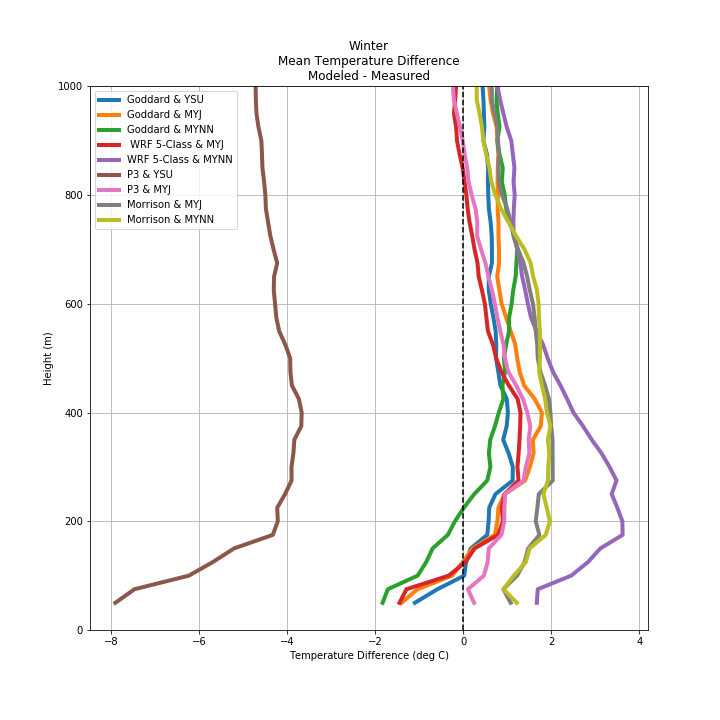 Winter
Mean Temperature Difference
Modeled - Measured
Goddard & YSU
Goddard & MYJ
Goddard & MYNN
WRF 5-Class & MYJ
WRF 5-Class & MYNN
P3 & YSU
P3 & MYJ
Morrison & MYJ
Morrison & MYNN
1000
800
600
400
200
0
Height (m)
−8
−6
−4
−2
0
2
4
Temperature Difference (deg C)